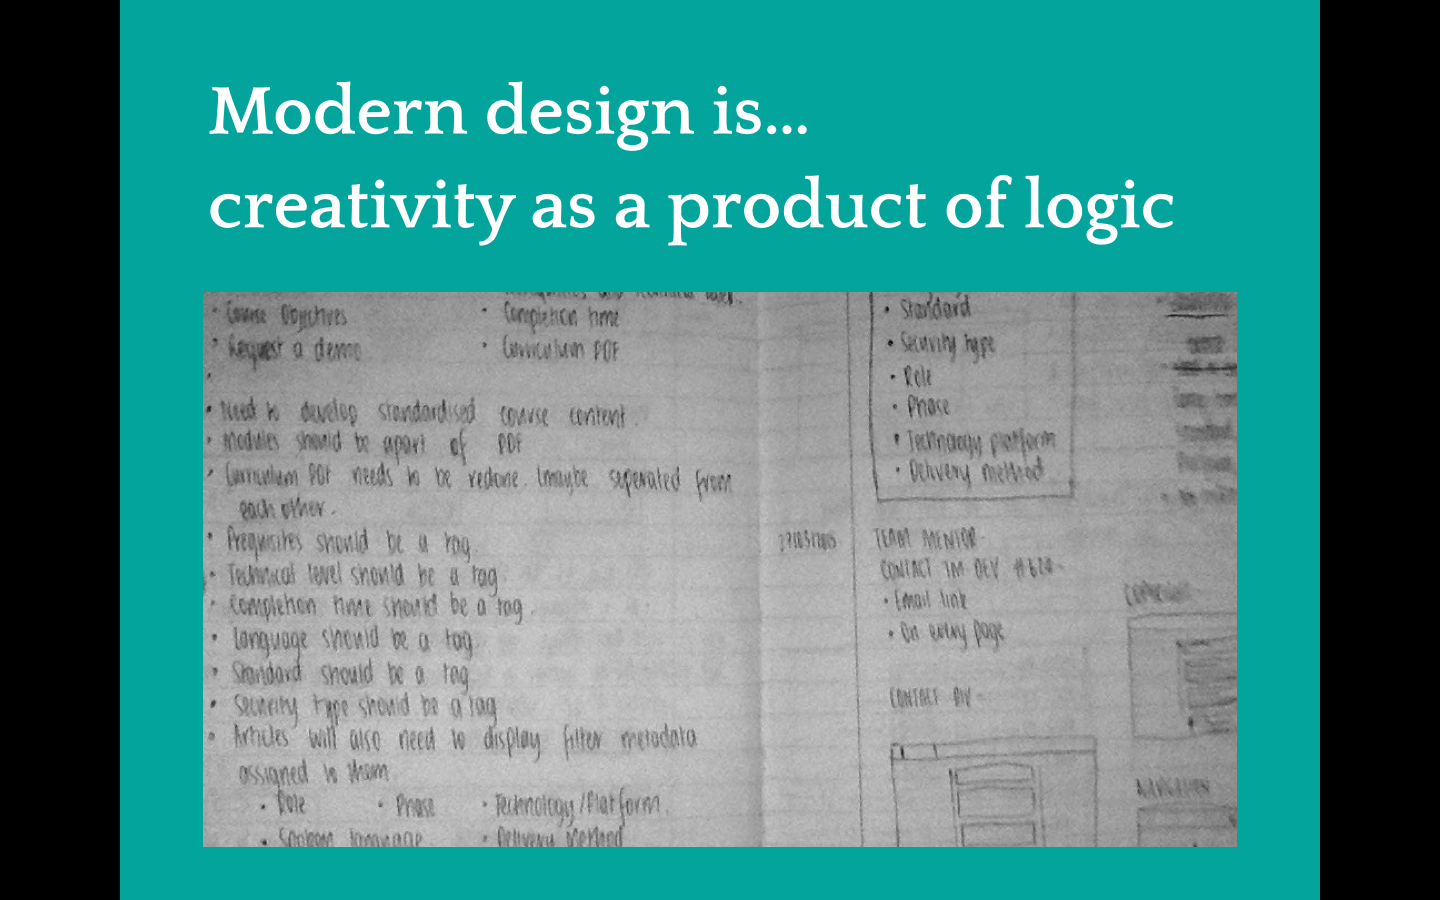 Modern design is...
creativity as a product of logic
• Course Objectives
• Request a demo
•
• Completion time
• Curriculum PDF
• Need to develop standardised course content.
• Modules should be apart of PDF
• Curriculum PDF needs to be redone. (maybe seperated from
each other.
• Preqwisites should be a tag.
• Technical level should be a tag.
• Completion time should be a tag.
• Language should be a tag.
• Standard should be a tag
• Security type should be a tag
• Articles will also need to display filter metadata
assigned to them.
• Role
• Phase
• Technology/Platform.
language
• Delivery Method
• Standard
• Security type
• Role
• Phase
• Technology platform
• Delivery method
TEAM MENTOR-
CONTACT TM DEV
• Email link
• On every page
CONTACT DIV-
NAVIGATION